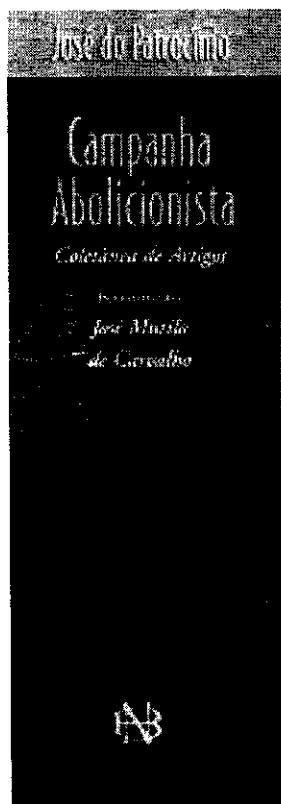 José do Patrocínio
Campanha
Abolicionista
Coletânea de Artigos
José Murilo
de Carvalho